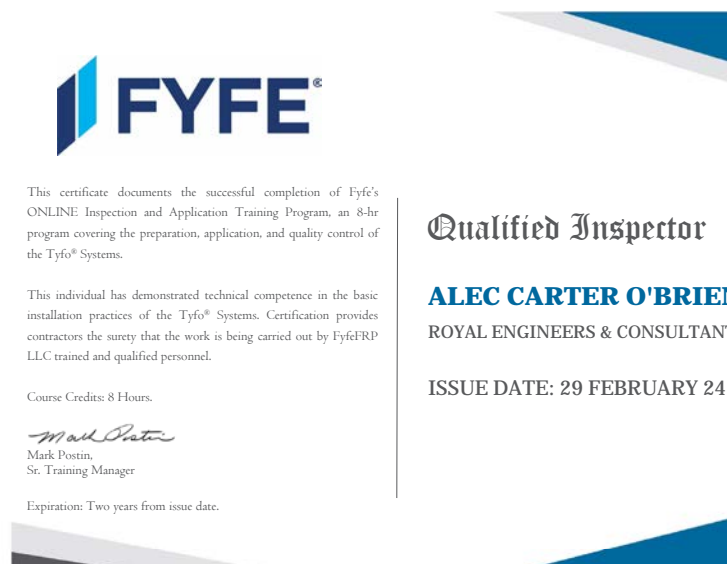 FYFE®
This certificate documents the successful completion of Fyfe's
ONLINE Inspection and Application Training Program, an 8-hr
program covering the preparation, application, and quality control of
the Tyfo® Systems.
This individual has demonstrated technical competence in the basic
installation practices of the Tyfo® Systems. Certification provides
contractors the surety that the work is being carried out by FyfeFRP
LLC trained and qualified personnel.
Course Credits: 8 Hours.
Mark Postin
Mark Postin,
Sr. Training Manager
Expiration: Two years from issue date.
Qualified Inspector
ALEC CARTER O'BRIEN
ROYAL ENGINEERS & CONSULTANT
ISSUE DATE: 29 FEBRUARY 24